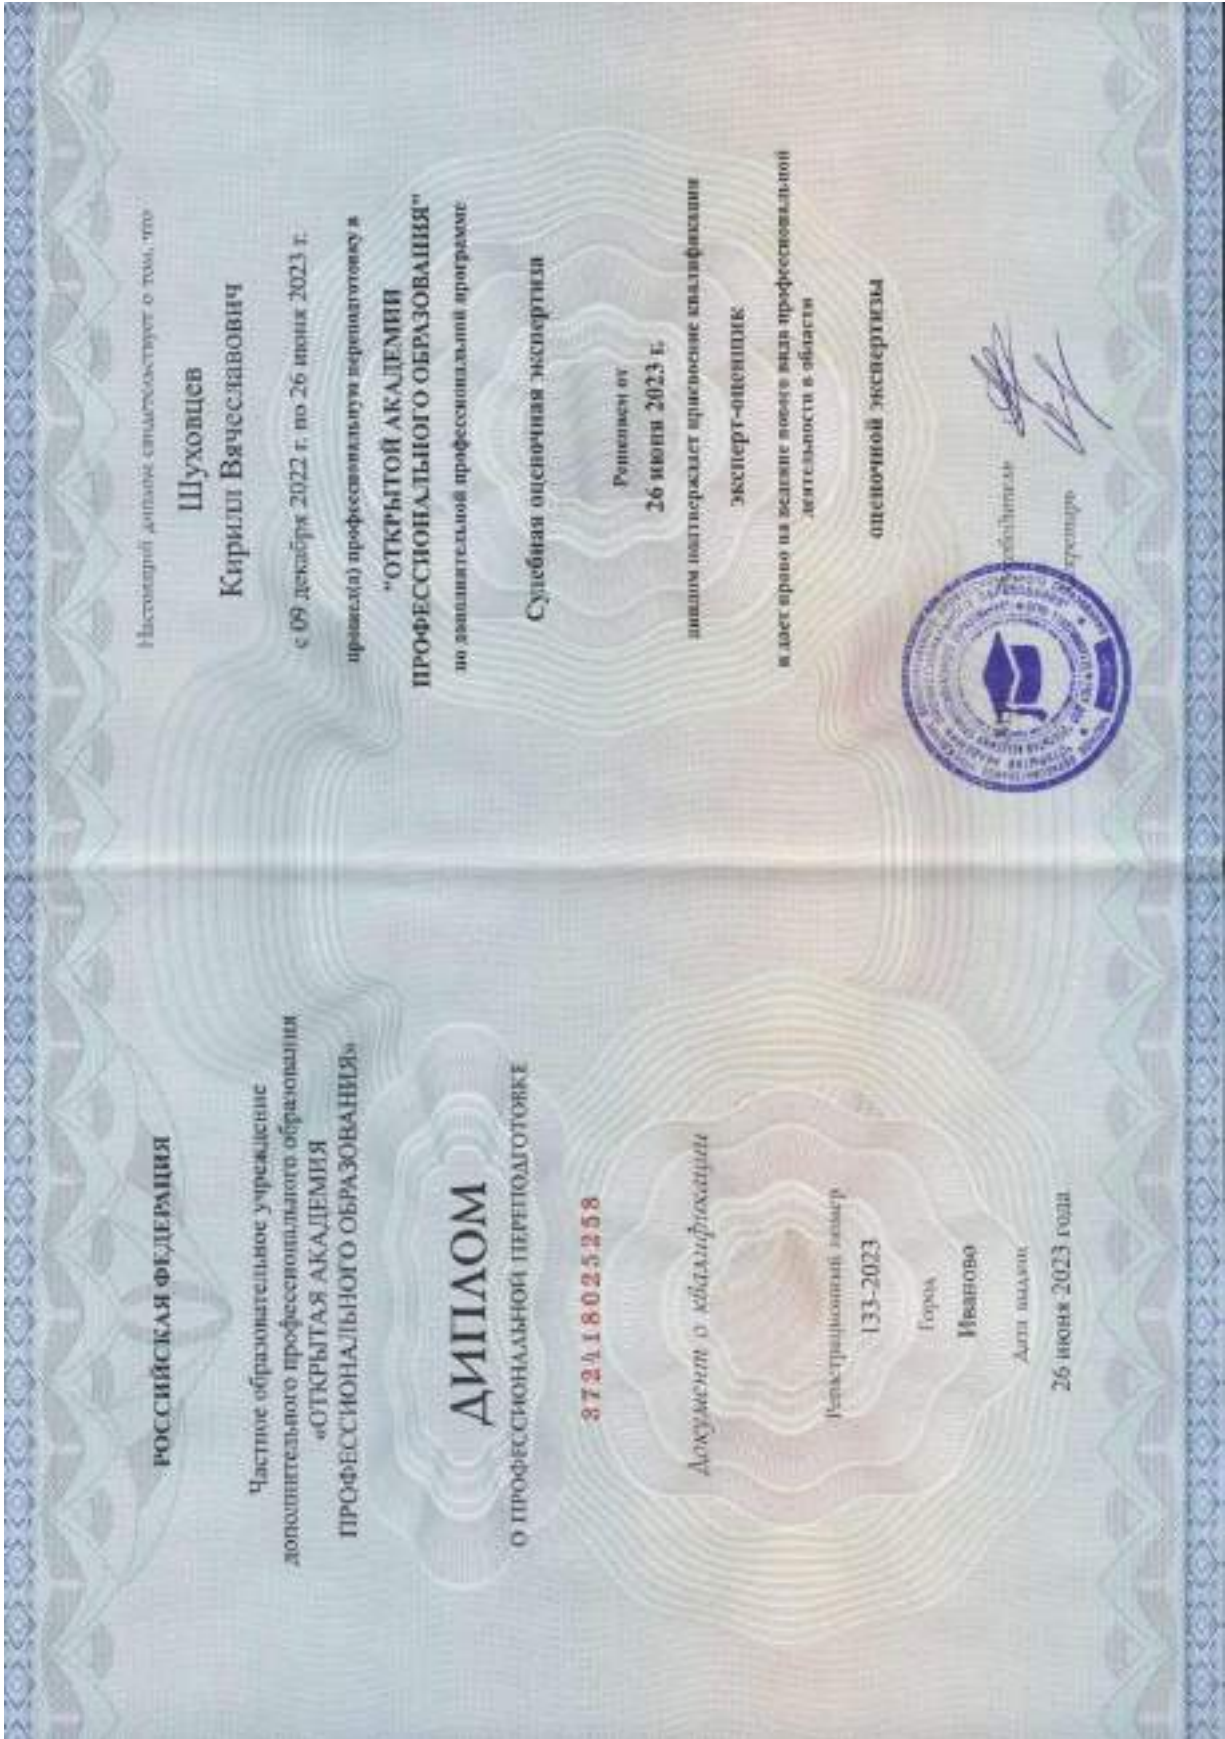 РОССИЙСКАЯ ФЕДЕРАЦИЯ
Частное образовательное учреждение
дополнительного профессионального образования
«ОТКРЫТАЯ АКАДЕМИЯ
ПРОФЕССИОНАЛЬНОГО ОБРАЗОВАНИЯ»
ДИПЛОМ
О ПРОФЕССИОНАЛЬНОЙ ПЕРЕПОДГОТОВКЕ
372418025258
Документ о квалификации
Регистрационный номер
133-2023
Город
Иваново
Дата выдачи
26 июня 2023 года
Настоящий диплом свидетельствует о том, что
Шуховцев
Кирилл Вячеславович
с 09 декабря 2022 г. по 26 июня 2023 г.
прошел(а) профессиональную переподготовку в
"ОТКРЫТОЙ АКАДЕМИИ
ПРОФЕССИОНАЛЬНОГО ОБРАЗОВАНИЯ"
по дополнительной профессиональной программе
Судебная оценочная экспертиза
Решением от
26 июня 2023 г.
диплом подтверждает присвоение квалификации
эксперт-оценщик
и дает право на ведение нового вида профессиональной
деятельности в области
оценочной экспертизы